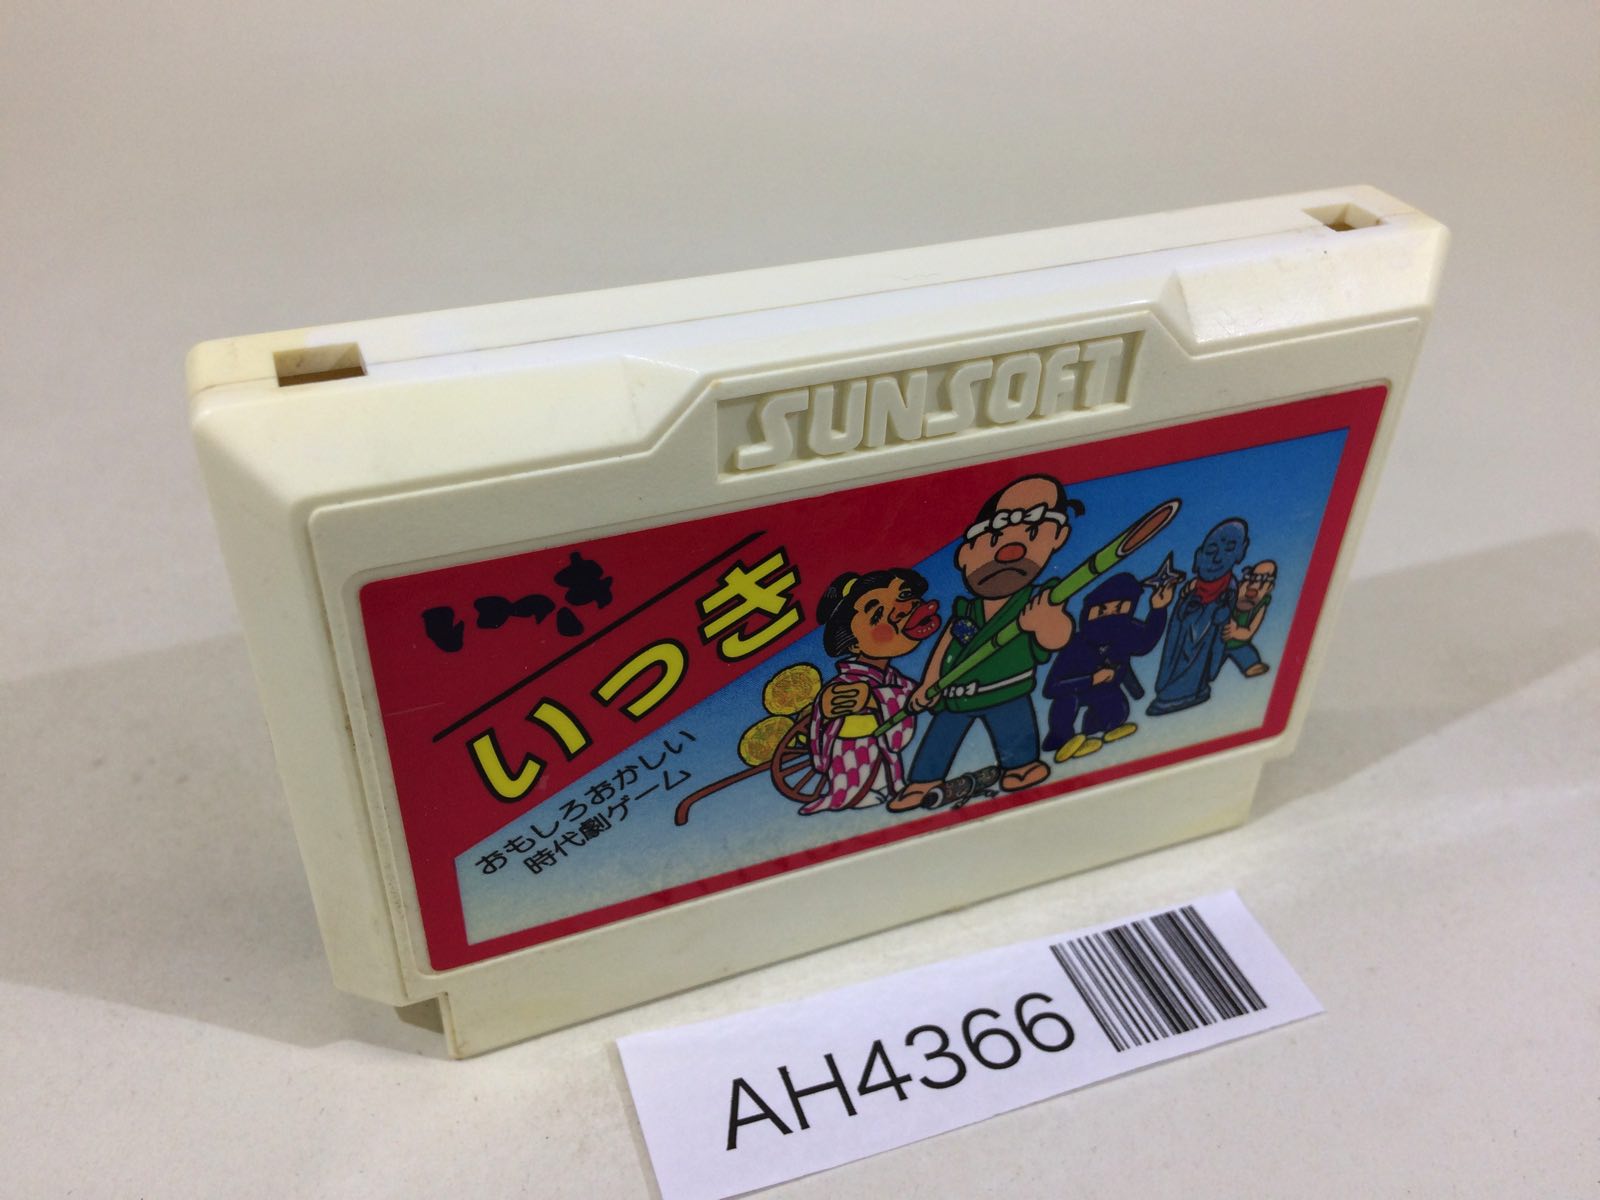 SUNSOFT
いっき
いっき
おもしろおかしい
時代劇ゲーム
AH4366